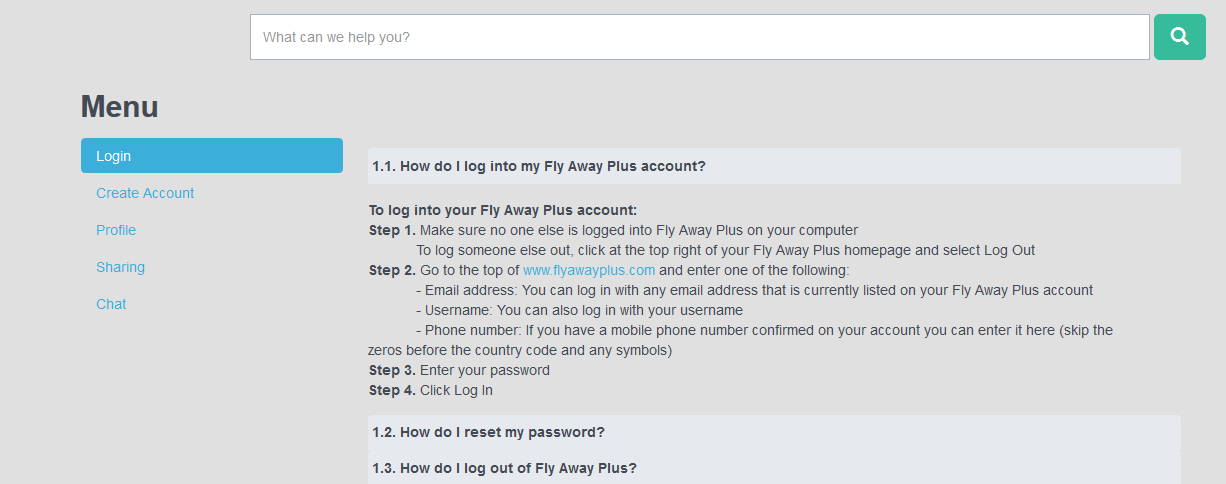 What can we help you?
Menu
Login
Create Account
Profile
Sharing
Chat
1.1. How do I log into my Fly Away Plus account?
To log into your Fly Away Plus account:
Step 1. Make sure no one else is logged into Fly Away Plus on your computer
To log someone else out, click at the top right of your Fly Away Plus homepage and select Log Out
Step 2. Go to the top of www.flyawayplus.com and enter one of the following:
- Email address: You can log in with any email address that is currently listed on your Fly Away Plus account
- Username: You can also log in with your username
- Phone number: If you have a mobile phone number confirmed on your account you can enter it here (skip the
zeros before the country code and any symbols)
Step 3. Enter your password
Step 4. Click Log In
1.2. How do I reset my password?
1.3. How do I log out of Fly Away Plus?